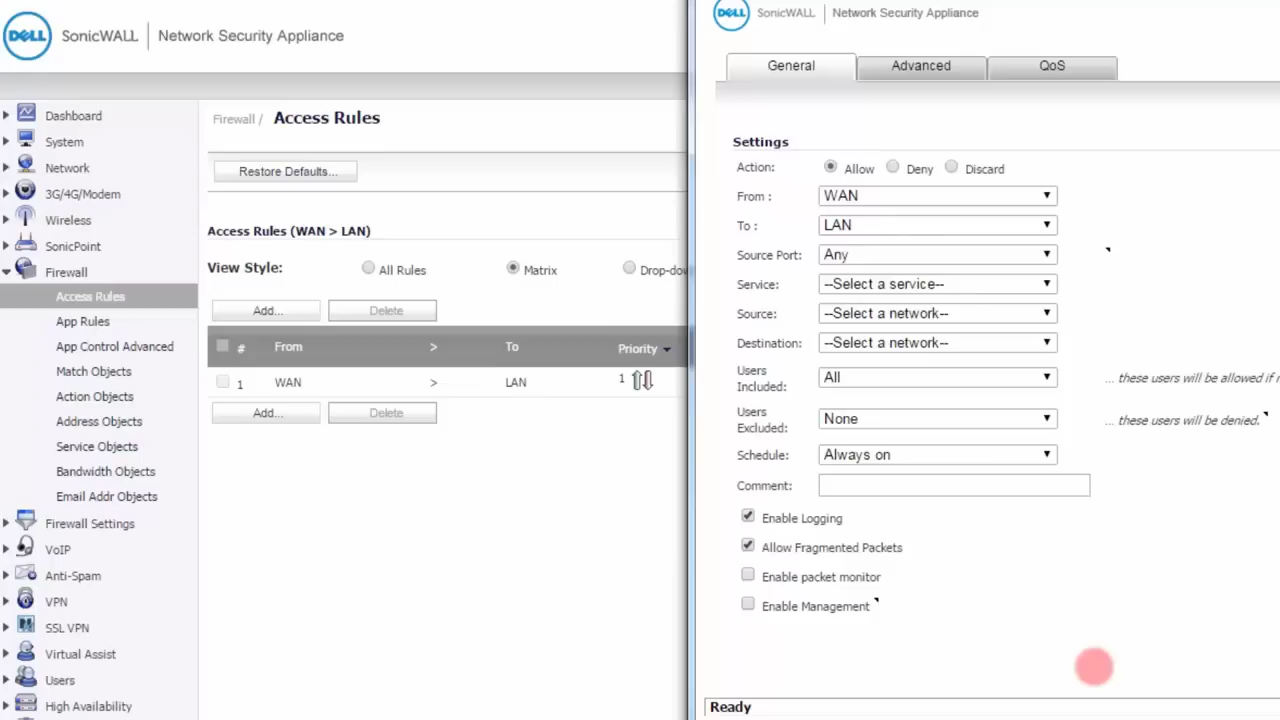 DELL SonicWALL | Network Security Appliance
Dashboard
System
Network
3G/4G/Modem
Wireless
SonicPoint
Firewall
Access Rules
App Rules
App Control Advanced
Match Objects
Action Objects
Address Objects
Service Objects
Bandwidth Objects
Email Addr Objects
Firewall Settings
VoIP
Anti-Spam
VPN
SSL VPN
Virtual Assist
Users
High Availability
Firewall / Access Rules
Restore Defaults...
Access Rules (WAN > LAN)
View Style: All Rules Matrix Drop-dow
Add... Delete
# From > To Priority
1 WAN > LAN 1
Add... Delete
DELL SonicWALL | Network Security Appliance
General Advanced QoS
Settings
Action: Allow Deny Discard
From : WAN
To : LAN
Source Port: Any
Service: --Select a service--
Source: --Select a network--
Destination: --Select a network--
Users
Included: All ... these users will be allowed if
Users
Excluded: None ... these users will be denied.
Schedule: Always on
Comment:
Enable Logging
Allow Fragmented Packets
Enable packet monitor
Enable Management
Ready